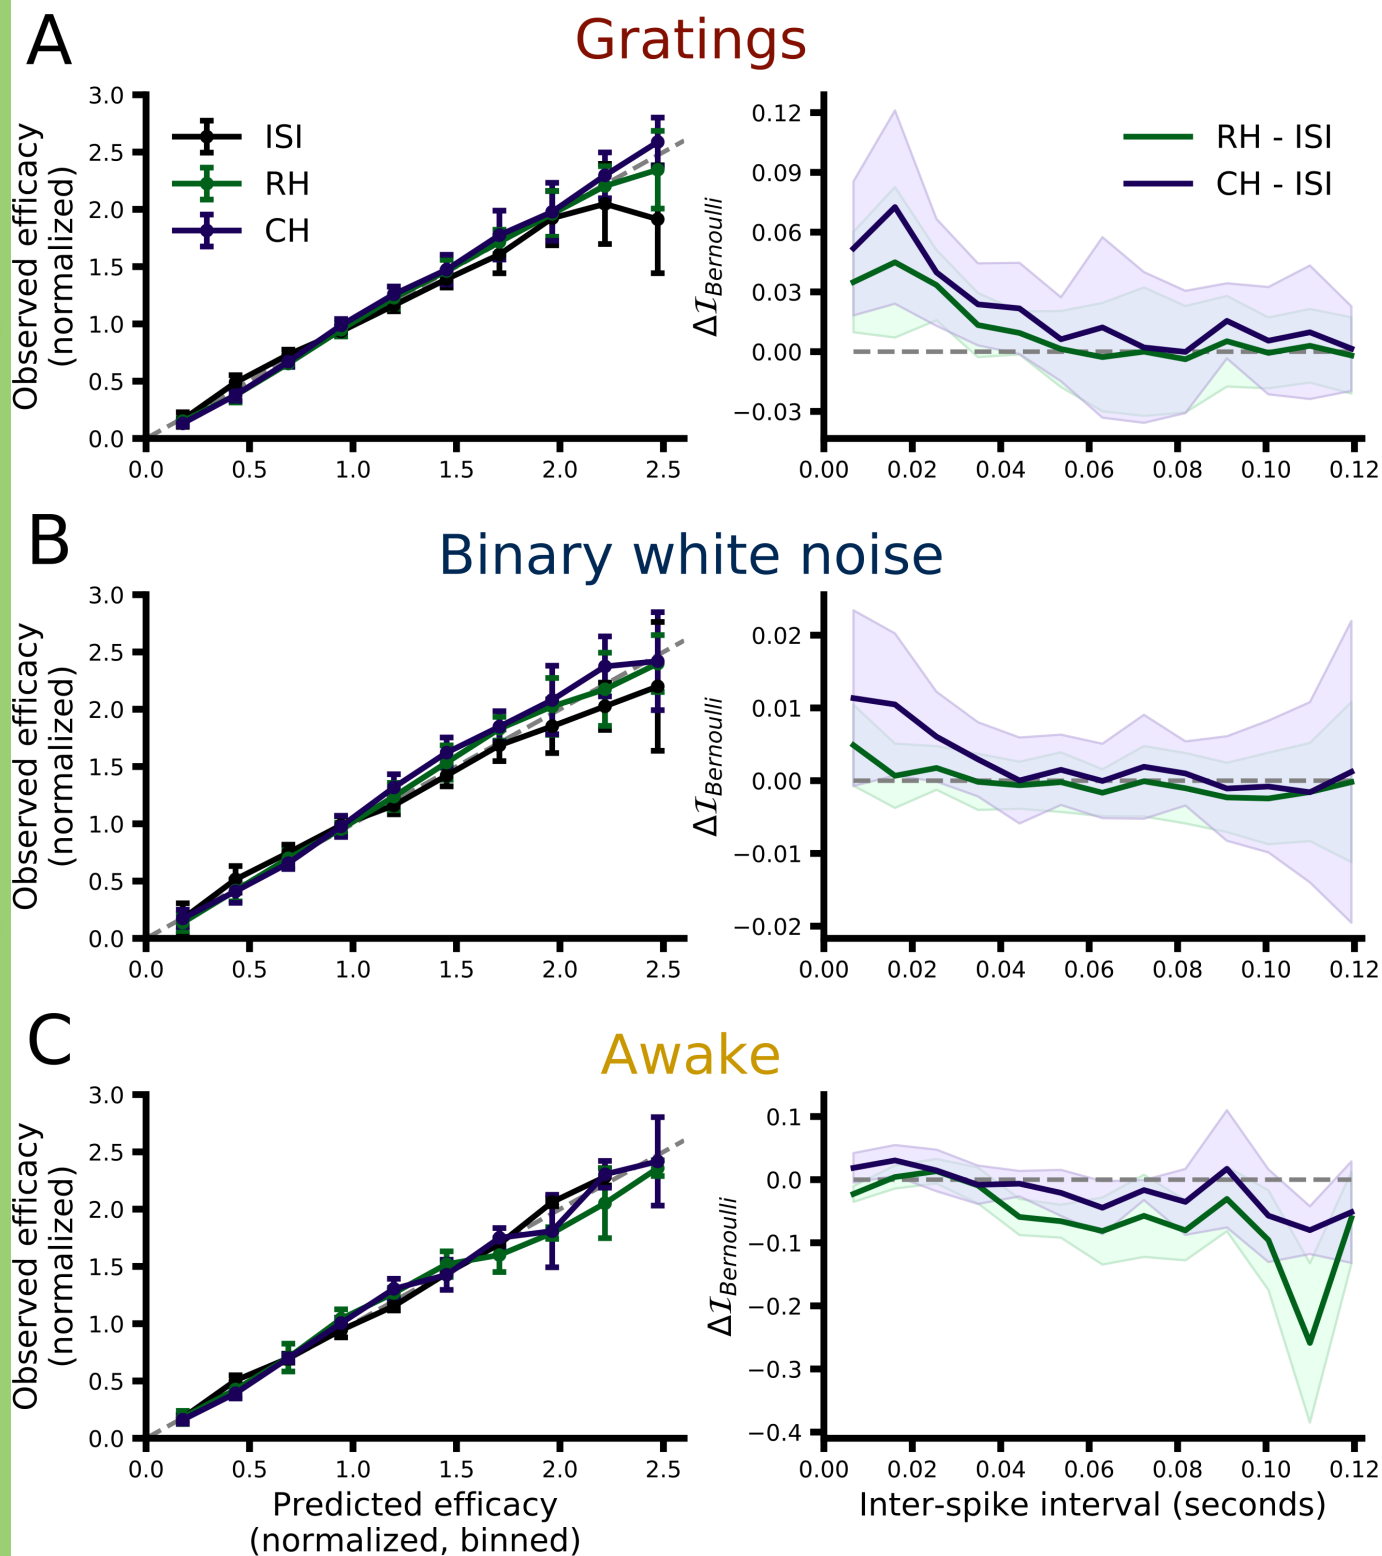 A
Gratings
Observed efficacy
(normalized)
3.0
2.5
2.0
1.5
1.0
0.5
0.0
0.0 0.5 1.0 1.5 2.0 2.5
ISI
RH
CH
Δℐ_Bernoulli
0.12
0.09
0.06
0.03
0.00
−0.03
0.00 0.02 0.04 0.06 0.08 0.10 0.12
RH - ISI
CH - ISI
B
Binary white noise
Observed efficacy
(normalized)
3.0
2.5
2.0
1.5
1.0
0.5
0.0
0.0 0.5 1.0 1.5 2.0 2.5
Δℐ_Bernoulli
0.02
0.01
0.00
−0.01
−0.02
0.00 0.02 0.04 0.06 0.08 0.10 0.12
C
Awake
Observed efficacy
(normalized)
3.0
2.5
2.0
1.5
1.0
0.5
0.0
0.0 0.5 1.0 1.5 2.0 2.5
Predicted efficacy
(normalized, binned)
Δℐ_Bernoulli
0.1
0.0
−0.1
−0.2
−0.3
−0.4
0.00 0.02 0.04 0.06 0.08 0.10 0.12
Inter-spike interval (seconds)